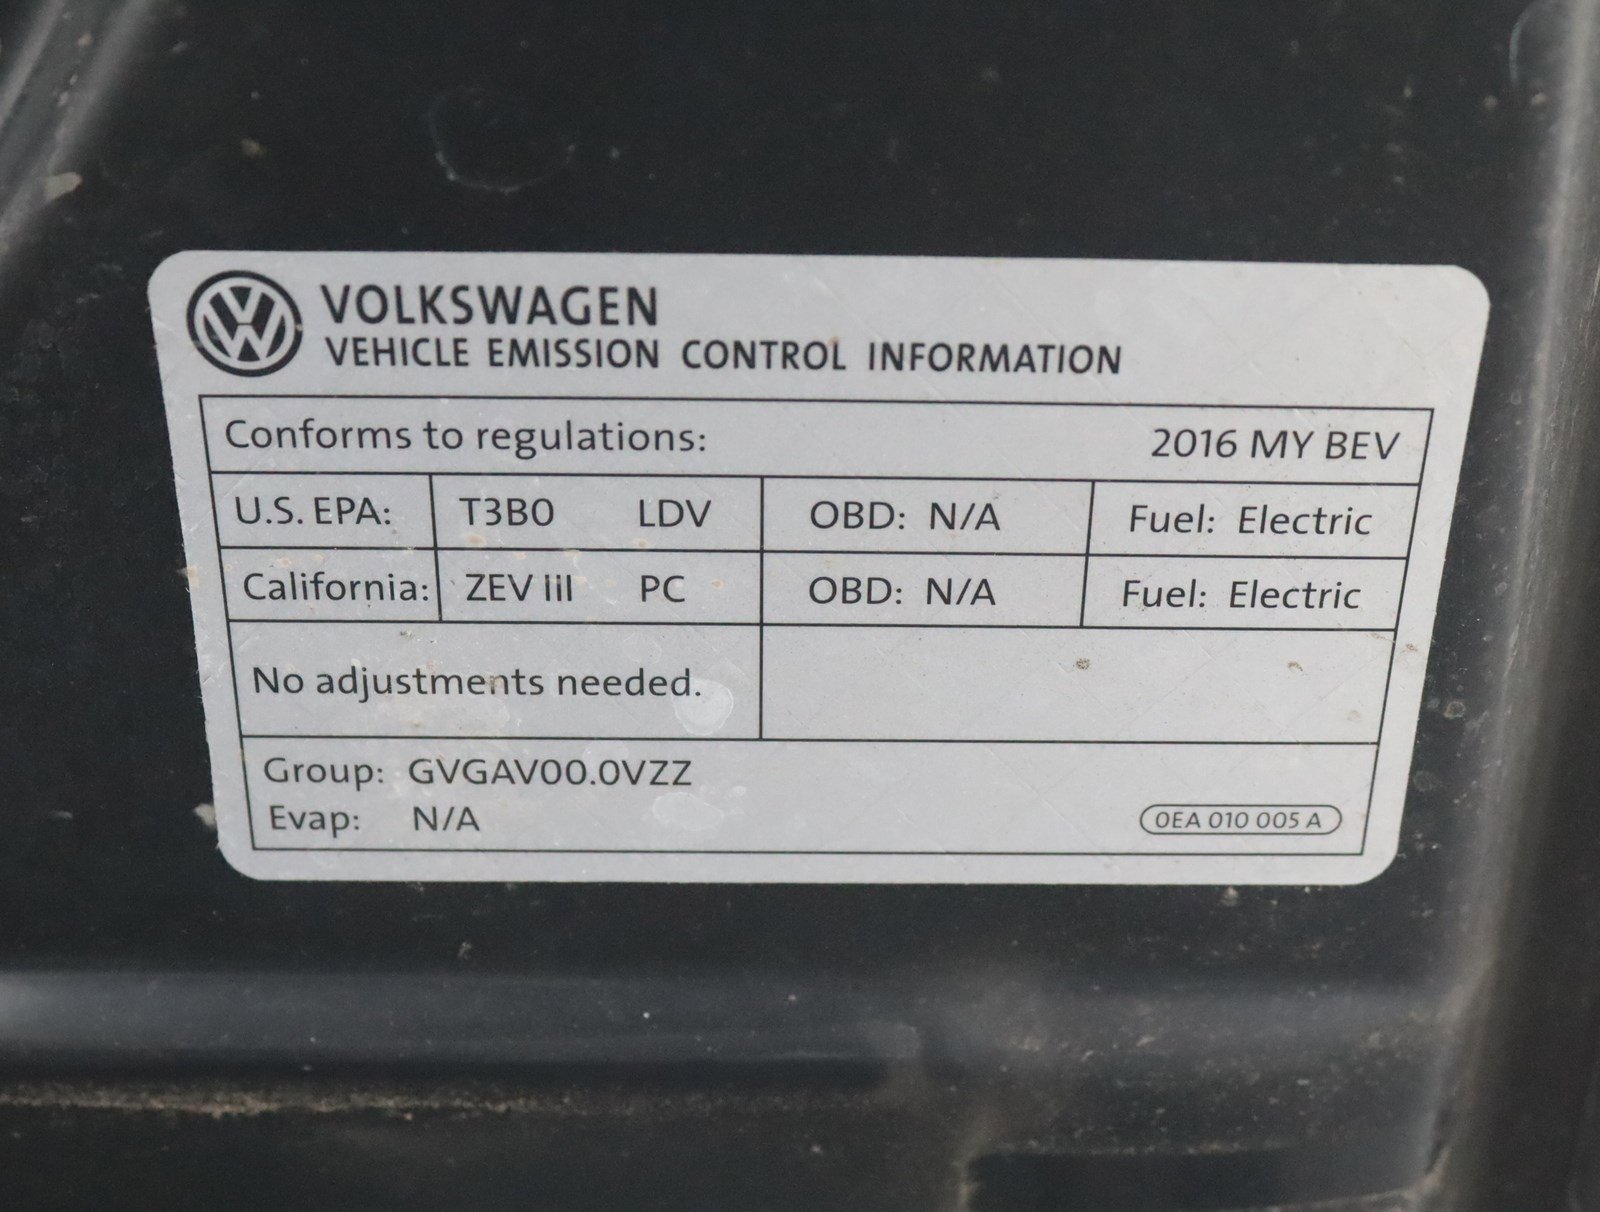 VOLKSWAGEN
VEHICLE EMISSION CONTROL INFORMATION
Conforms to regulations: 2016 MY BEV
U.S. EPA: T3B0 LDV OBD: N/A Fuel: Electric
California: ZEV III PC OBD: N/A Fuel: Electric
No adjustments needed.
Group: GVGAV00.0VZZ
Evap: N/A 0EA 010 005 A